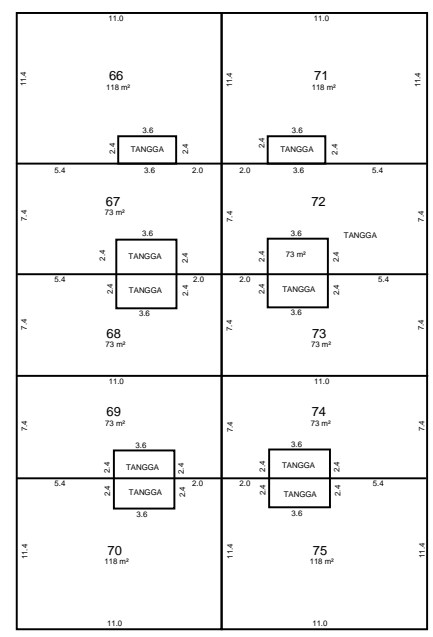 11.0 11.0
66 71
118 m² 118 m²
11.4 11.4 11.4
3.6 3.6
2.4 TANGGA 2.4 2.4 TANGGA 2.4
5.4 3.6 2.0 2.0 3.6 5.4
67 72
73 m²
7.4 7.4
3.6 3.6 TANGGA
2.4 TANGGA 2.4 73 m² 2.4
5.4 2.0 2.0 5.4
2.4 TANGGA 2.4 2.4 TANGGA 2.4
3.6 3.6
7.4 7.4 7.4
68 73
73 m² 73 m²
11.0 11.0
69 74
73 m² 73 m²
7.4 7.4 7.4
3.6 3.6
2.4 TANGGA 2.4 2.4 TANGGA 2.4
5.4 2.0 2.0 5.4
2.4 TANGGA 2.4 2.4 TANGGA 2.4
3.6 3.6
70 75
118 m² 118 m²
11.4 11.4 11.4
11.0 11.0